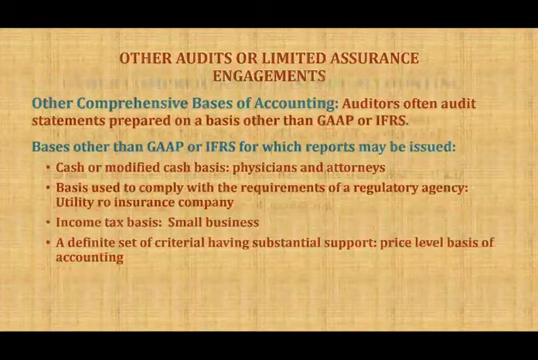 OTHER AUDITS OR LIMITED ASSURANCE
ENGAGEMENTS
Other Comprehensive Bases of Accounting: Auditors often audit
statements prepared on a basis other than GAAP or IFRS.
Bases other than GAAP or IFRS for which reports may be issued:
• Cash or modified cash basis: physicians and attorneys
• Basis used to comply with the requirements of a regulatory agency:
Utility ro insurance company
• Income tax basis: Small business
• A definite set of criterial having substantial support: price level basis of
accounting